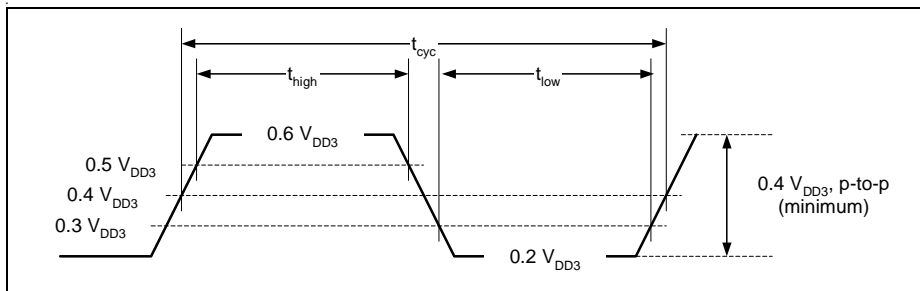 t_cyc
t_high
t_low
0.6 V_DD3
0.5 V_DD3
0.4 V_DD3
0.3 V_DD3
0.2 V_DD3
0.4 V_DD3, p-to-p
(minimum)